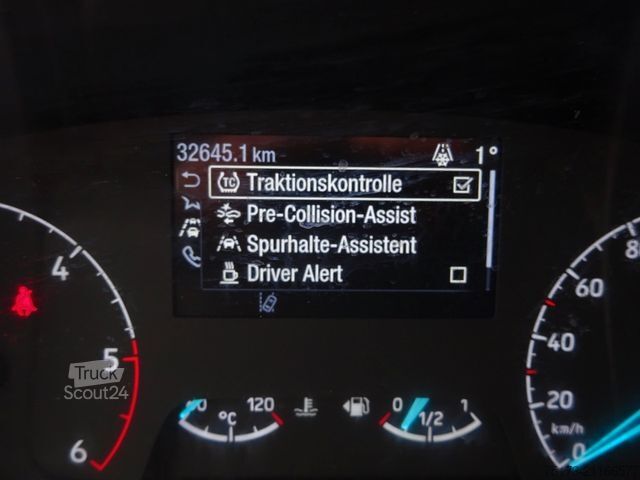 32645.1 km 1°
TC Traktionskontrolle
Pre-Collision-Assist
Spurhalte-Assistent
Driver Alert
4
5
6
Truck
Scout24
°C 120
0 1/2 1
80
60
40
20
0
km/h